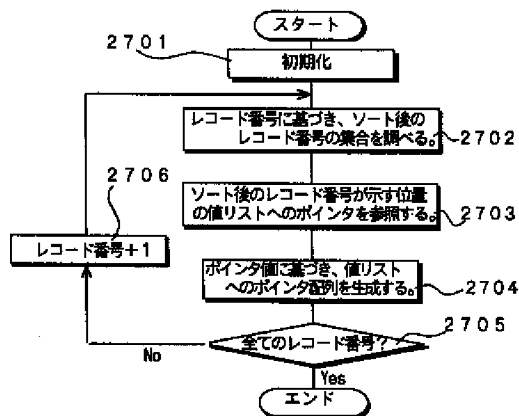 スタート
2701
初期化
レコード番号に基づき、ソート後の
レコード番号の集合を調べる。
2702
ソート後のレコード番号が示す位置
の値リストへのポインタを参照する。
2703
2706
レコード番号+1
ポインタ値に基づき、値リスト
へのポインタ配列を生成する。
2704
全てのレコード番号?
2705
No
Yes
エンド